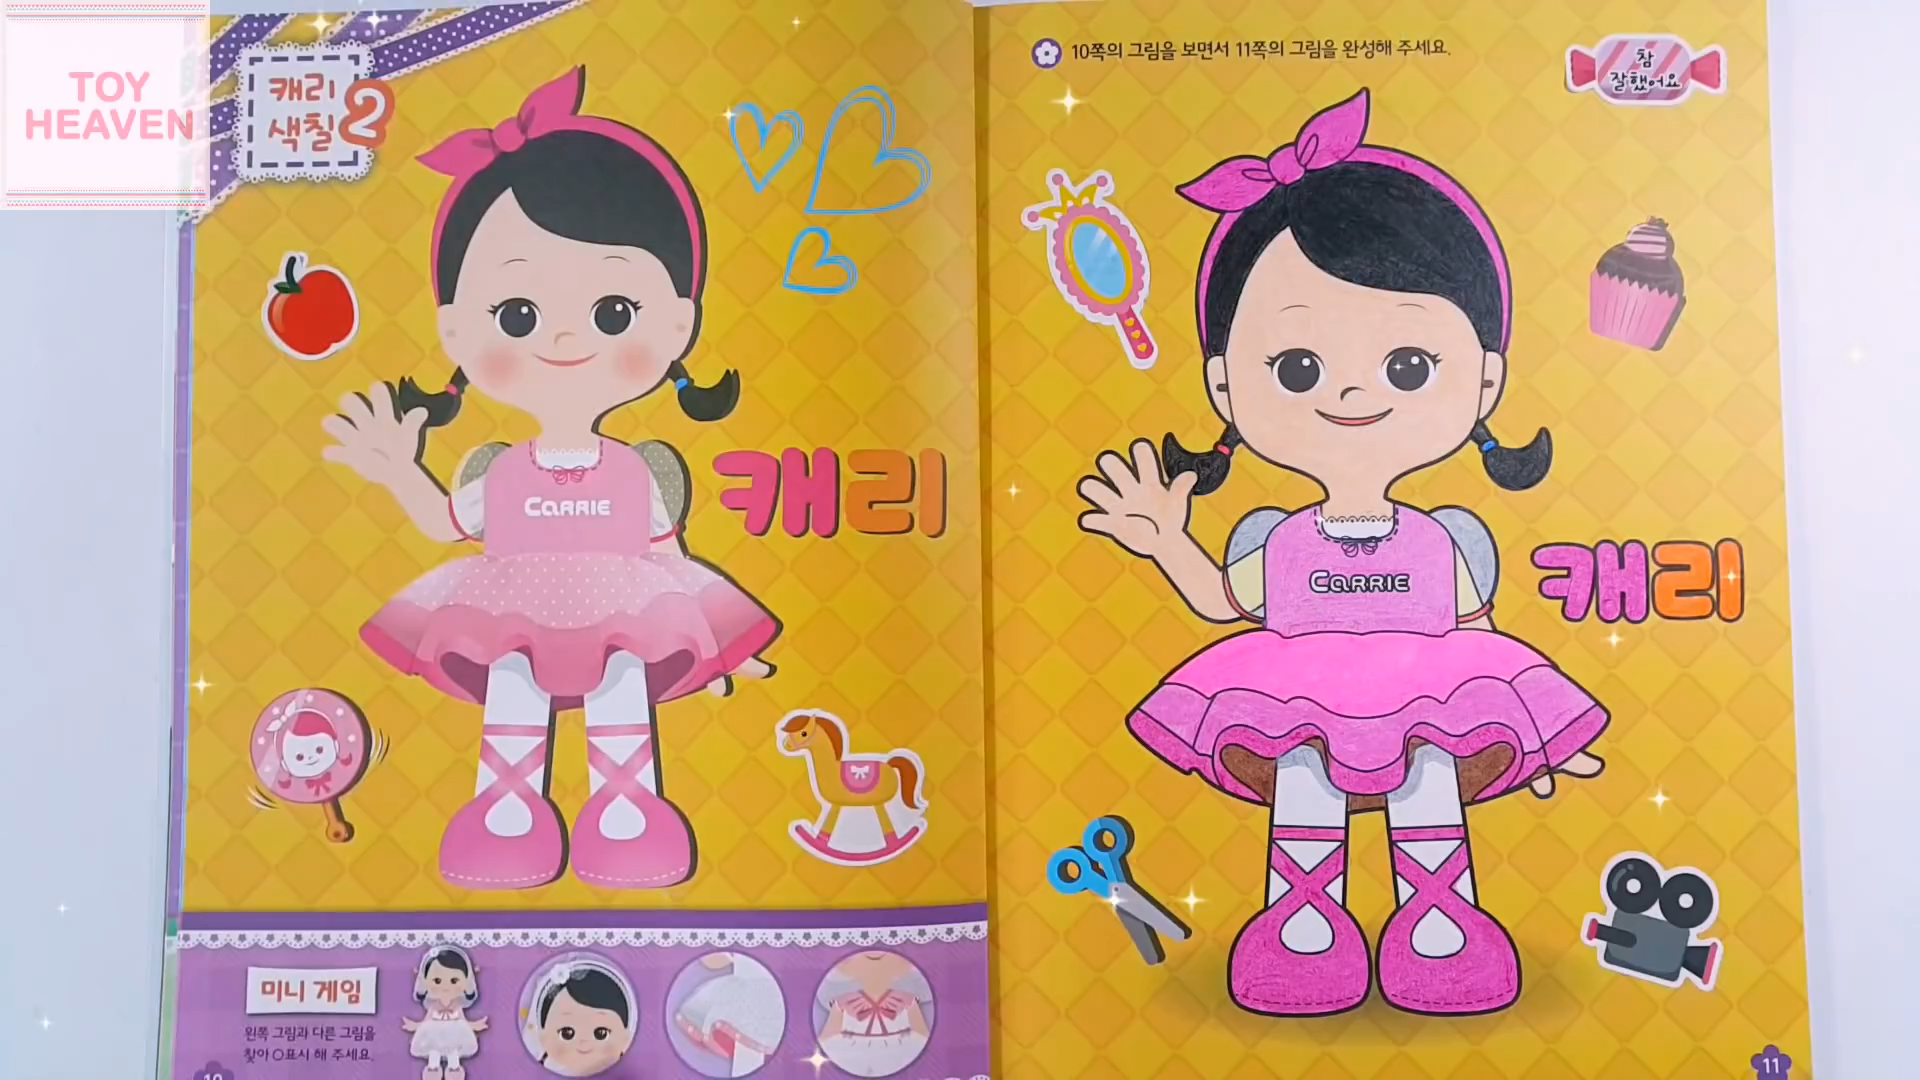 TOY
HEAVEN
캐리
색칠 2
CaRRIE
캐리
미니 게임
왼쪽 그림과 다른 그림을
찾아 O표시 해 주세요.
10
10쪽의 그림을 보면서 11쪽의 그림을 완성해 주세요.
참
잘했어요
CaRRIE
캐리
11